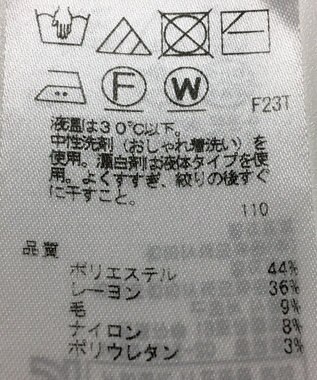 F
W
F23T
液温は30℃以下。
中性洗剤（おしゃれ着洗い）を
使用。漂白剤は液体タイプを使
用。よくすすぎ、絞りの後すぐ
に干すこと。
110
品質
ポリエステル 44%
レーヨン 36%
毛 9%
ナイロン 8%
ポリウレタン 3%